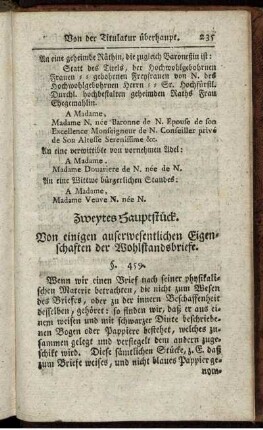 Von der Titulatur überhaupt. 235
An eine geheimde Räthin, die zugleich Baronessin ist:
Statt des Titels, der Hochwohlgebohrnen
Frauen ⸗ ⸗ gebohrnen Freyfrauen von N. des
Hochwohlgebohrnen Herrn ⸗ ⸗ Sr. Hochfürstl.
Durchl. hochbestalten geheimden Raths Frau
Ehegemahlin.
A Madame,
Madame N. née Baronne de N. Epouse de son
Excellence Monseigneur de N. Conseiller privé
de Son Altesse Serenissime &c.
An eine verwittibte von vornehmen Adel:
A Madame,
Madame Douariere de N. née de N.
An eine Wittwe bürgerlichen Standes:
A Madame,
Madame Veuve N. née N.
Zweytes Hauptstück.
Von einigen auserwesentlichen Eigen⸗
schaften der Wohlstandsbriefe.
§. 459.
Wenn wir einen Brief nach seiner physikali⸗
schen Materie betrachten, die nicht zum Wesen
des Briefes, oder zu der innern Beschaffenheit
desselben, gehöret: so finden wir, daß er aus ei⸗
nem weisen und mit schwarzer Dinte beschriebe⸗
nen Bogen oder Pappiere bestehet, welches zu⸗
sammen gelegt und versiegelt dem andern zuge⸗
schikt wird. Diese sämtlichen Stücke, z. E. daß
zum Briefe weises, und nicht blaues Pappier ge⸗
nom⸗